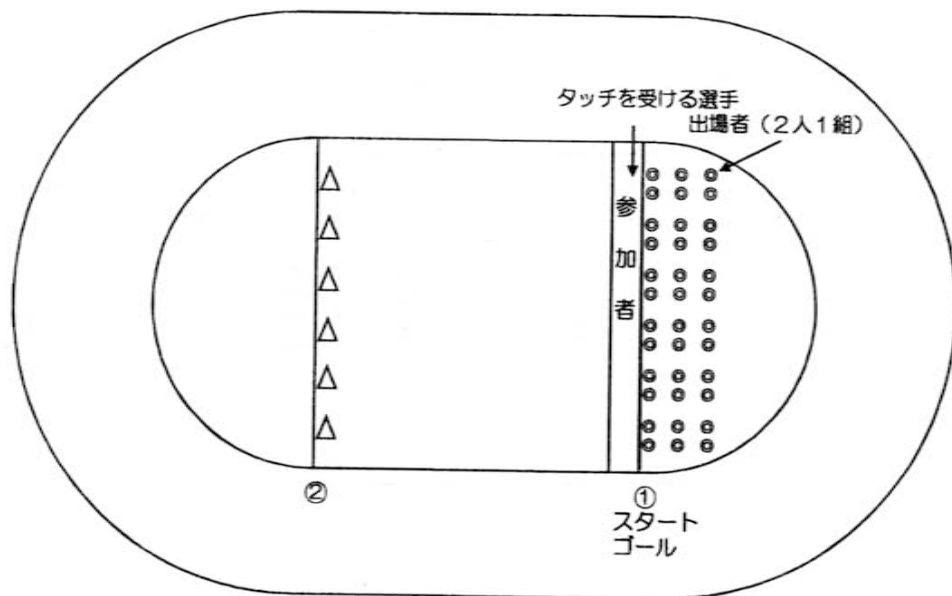 タッチを受ける選手
出場者(2人1組)
参加者
②
①
スタート
ゴール